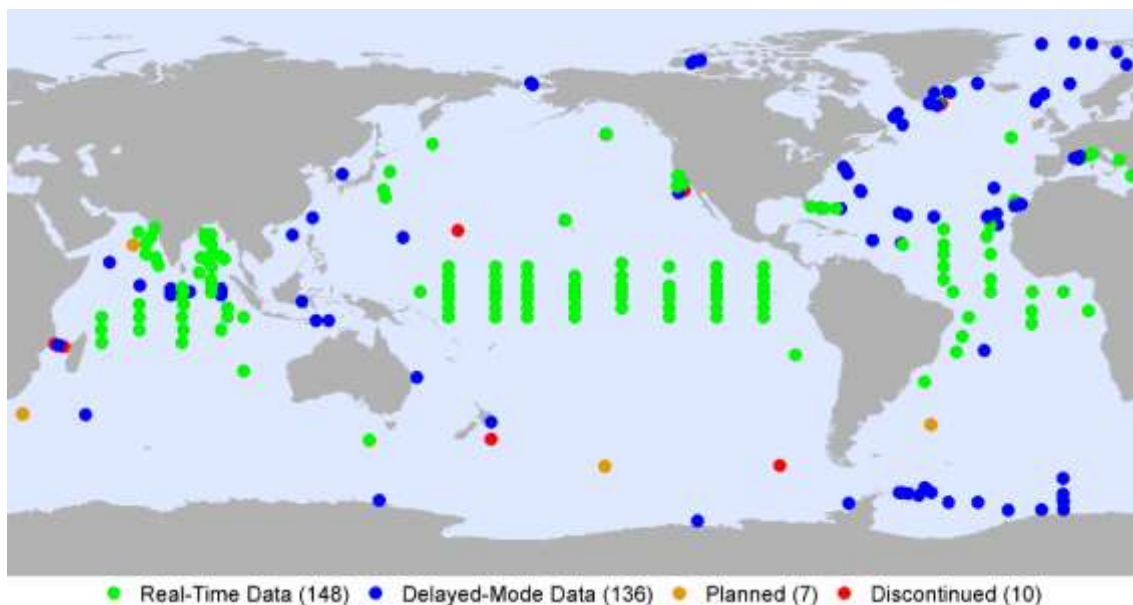 Real-Time Data (148) Delayed-Mode Data (136) Planned (7) Discontinued (10)